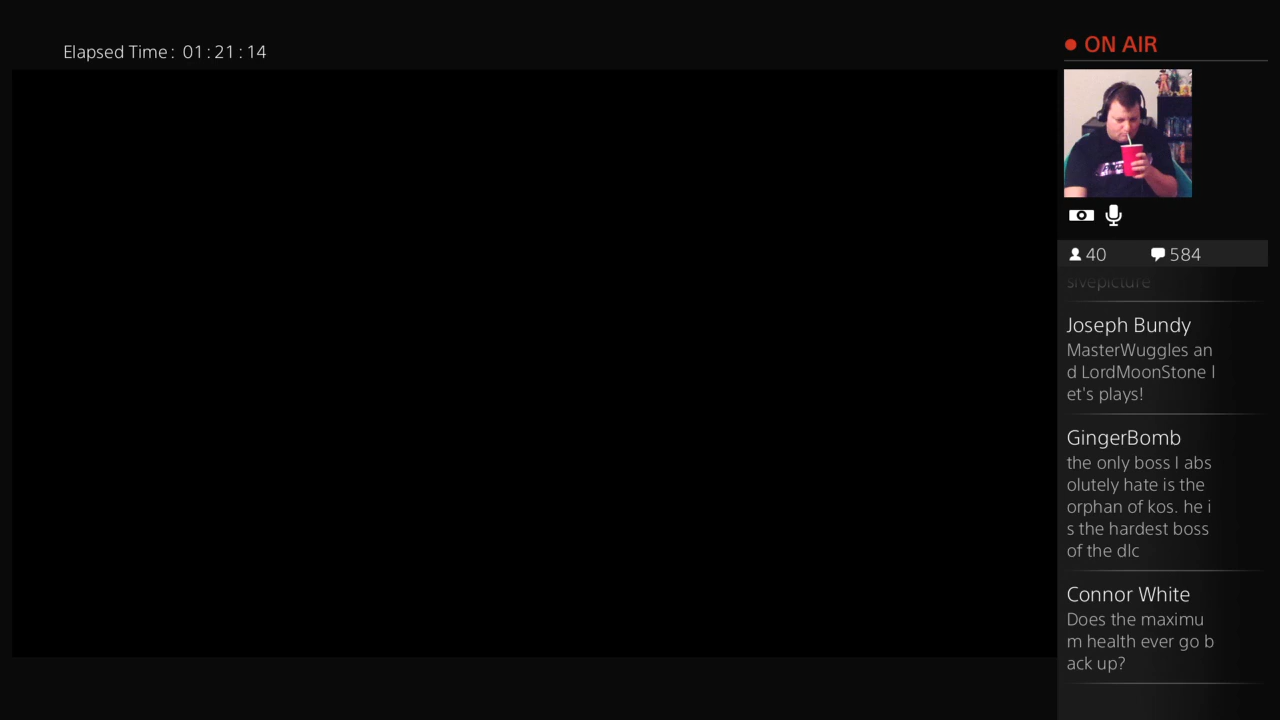 Elapsed Time: 01:21:14
ON AIR
40 584
sivepicture
Joseph Bundy
MasterWuggles an
d LordMoonStone l
et's plays!
GingerBomb
the only boss I abs
olutely hate is the
orphan of kos. he i
s the hardest boss
of the dlc
Connor White
Does the maximu
m health ever go b
ack up?